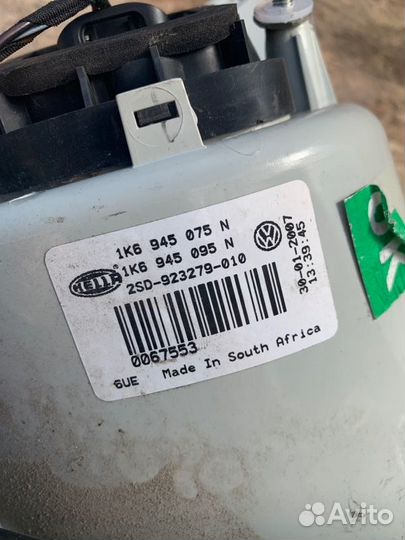 1K6 945 075 N
1K6 945 095 N
HELLA
2SD-923279-010
30-01-2007
13:39:45
OK
0067553
6UE Made In South Africa
Avito